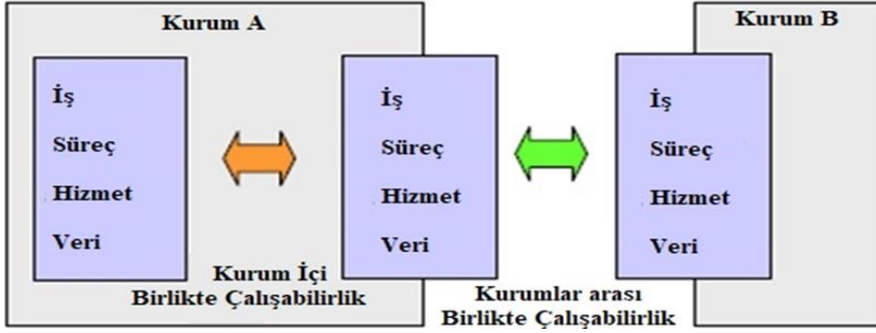 Kurum A
İş
Süreç
Hizmet
Veri
Kurum İçi
Birlikte Çalışabilirlik
İş
Süreç
Hizmet
Veri
Kurumlar arası
Birlikte Çalışabilirlik
Kurum B
İş
Süreç
Hizmet
Veri